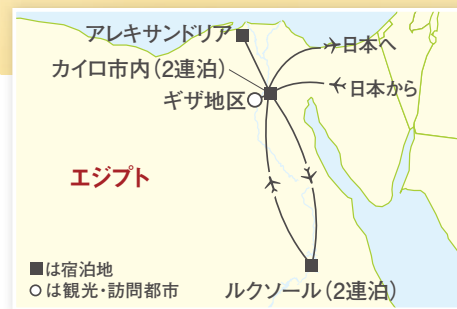 アレキサンドリア
日本へ
カイロ市内(2連泊)
日本から
ギザ地区
エジプト
■は宿泊地
○は観光・訪問都市
ルクソール(2連泊)